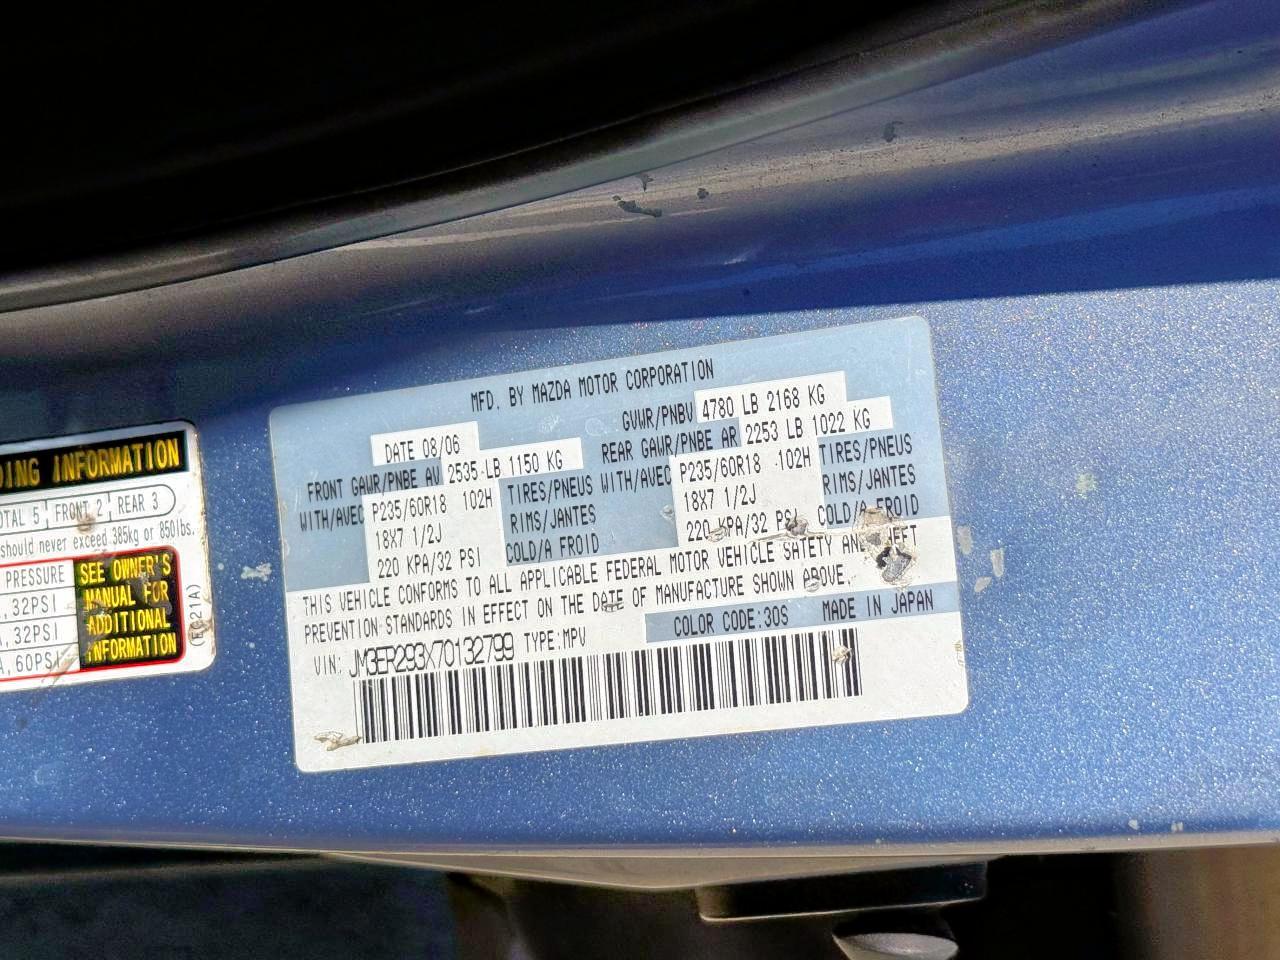 DING INFORMATION
OTAL 5 FRONT 2 REAR 3
should never exceed 385kg or 850lbs.
PRESSURE
, 32PSI
A, 32PSI
A, 60PSI
SEE OWNER'S
MANUAL FOR
ADDITIONAL
INFORMATION
MFD. BY MAZDA MOTOR CORPORATION
DATE 08/06 GVWR/PNBV 4780 LB 2168 KG
FRONT GAWR/PNBE AV 2535 LB 1150 KG REAR GAWR/PNBE AR 2253 LB 1022 KG
WITH/AVEC P235/60R18 102H TIRES/PNEUS WITH/AVEC P235/60R18 102H TIRES/PNEUS
18X7 1/2J RIMS/JANTES 18X7 1/2J RIMS/JANTES
220 KPA/32 PSI COLD/A FROID 220 KPA/32 PSI COLD/A FROID
THIS VEHICLE CONFORMS TO ALL APPLICABLE FEDERAL MOTOR VEHICLE SAFETY AND THEFT
PREVENTION STANDARDS IN EFFECT ON THE DATE OF MANUFACTURE SHOWN ABOVE.
COLOR CODE:30S MADE IN JAPAN
VIN: JM3ER293X70132799 TYPE:MPV